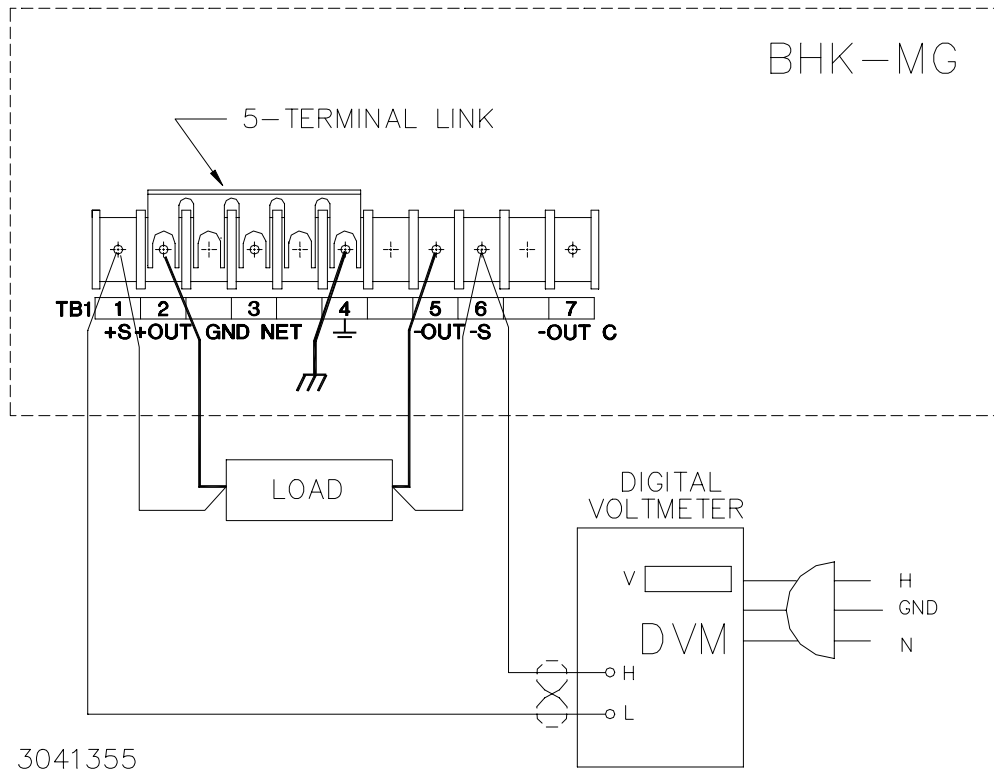 BHK-MG
5-TERMINAL LINK
TB1 1 2 3 4 5 6 7
+S +OUT GND NET -OUT -S -OUT C
LOAD
DIGITAL
VOLTMETER
V
DVM
H
GND
N
H
L
3041355